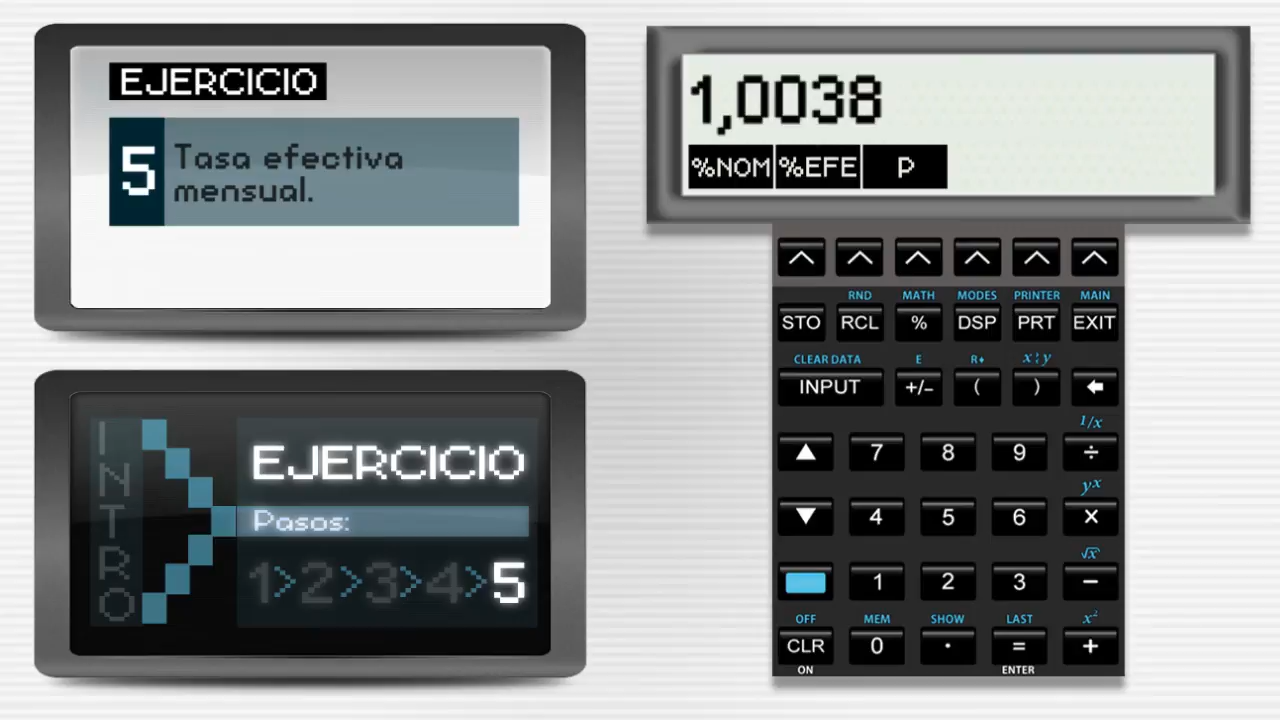 EJERCICIO
5 Tasa efectiva
mensual.
INTRO
EJERCICIO
Pasos:
1>2>3>4>5
1,0038
%NOM %EFE P
RND MATH MODES PRINTER MAIN
STO RCL % DSP PRT EXIT
CLEAR DATA E R♦ x¦y
INPUT +/– ( )
1/x
7 8 9 ÷
yˣ
4 5 6 ×
√x
1 2 3 –
OFF MEM SHOW LAST x²
CLR 0 · = +
ON ENTER